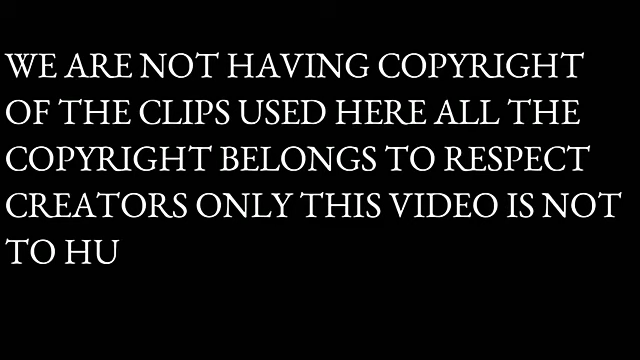 WE ARE NOT HAVING COPYRIGHT
OF THE CLIPS USED HERE ALL THE
COPYRIGHT BELONGS TO RESPECT
CREATORS ONLY THIS VIDEO IS NOT
TO HU